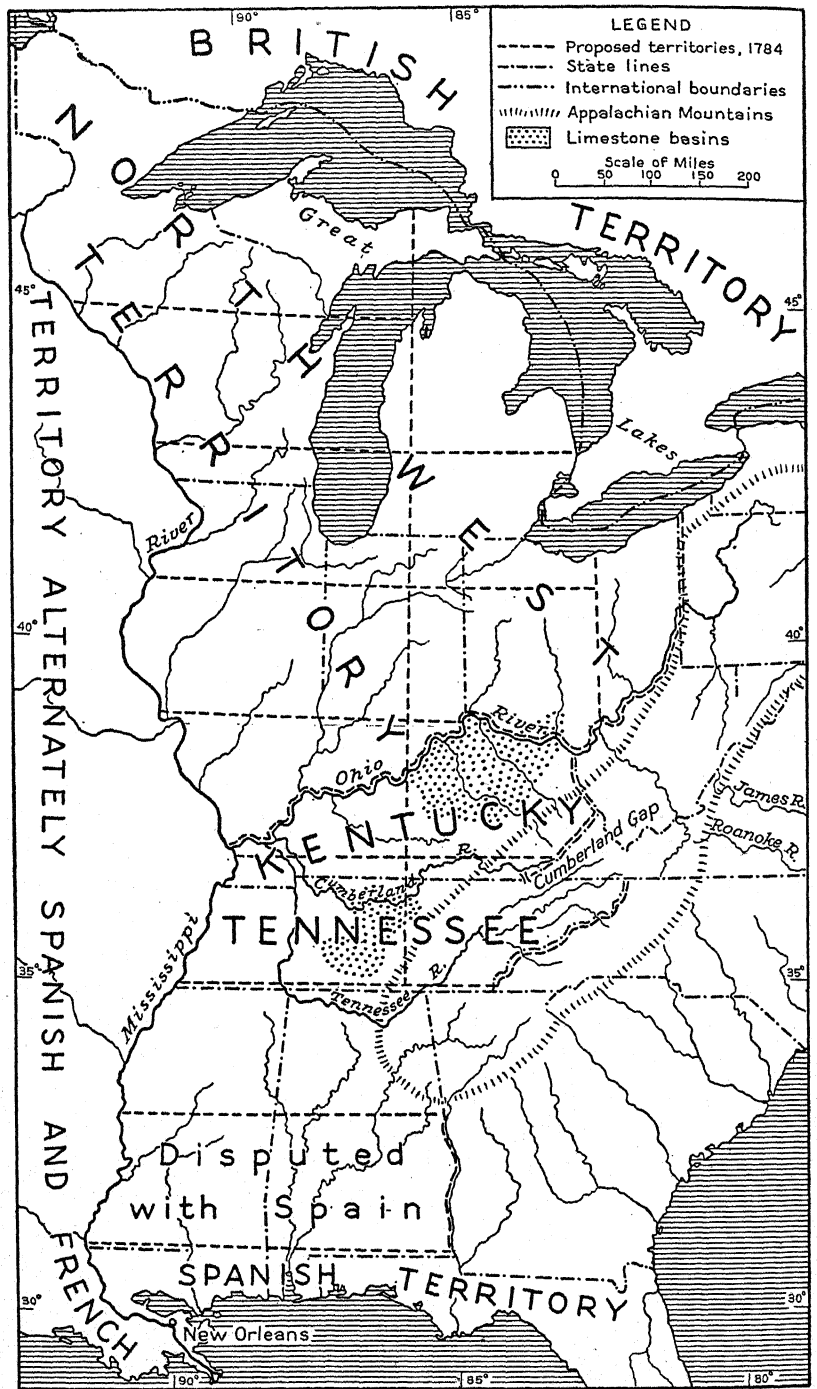 90°
85°
LEGEND
Proposed territories, 1784
State lines
International boundaries
Appalachian Mountains
Limestone basins
Scale of Miles
0 50 100 150 200
BRITISH
TERRITORY
NORTHWEST
TERRITORY
Great
Lakes
45°
45°
TERRITORY ALTERNATELY SPANISH AND
FRENCH
River
40°
40°
River
Ohio
KENTUCKY
James R.
Roanoke R.
Cumberland Gap
R.
Cumberland
TENNESSEE
Mississippi
R.
Tennessee
35°
35°
Disputed
with Spain
SPANISH TERRITORY
30°
30°
New Orleans
90°
85°
80°